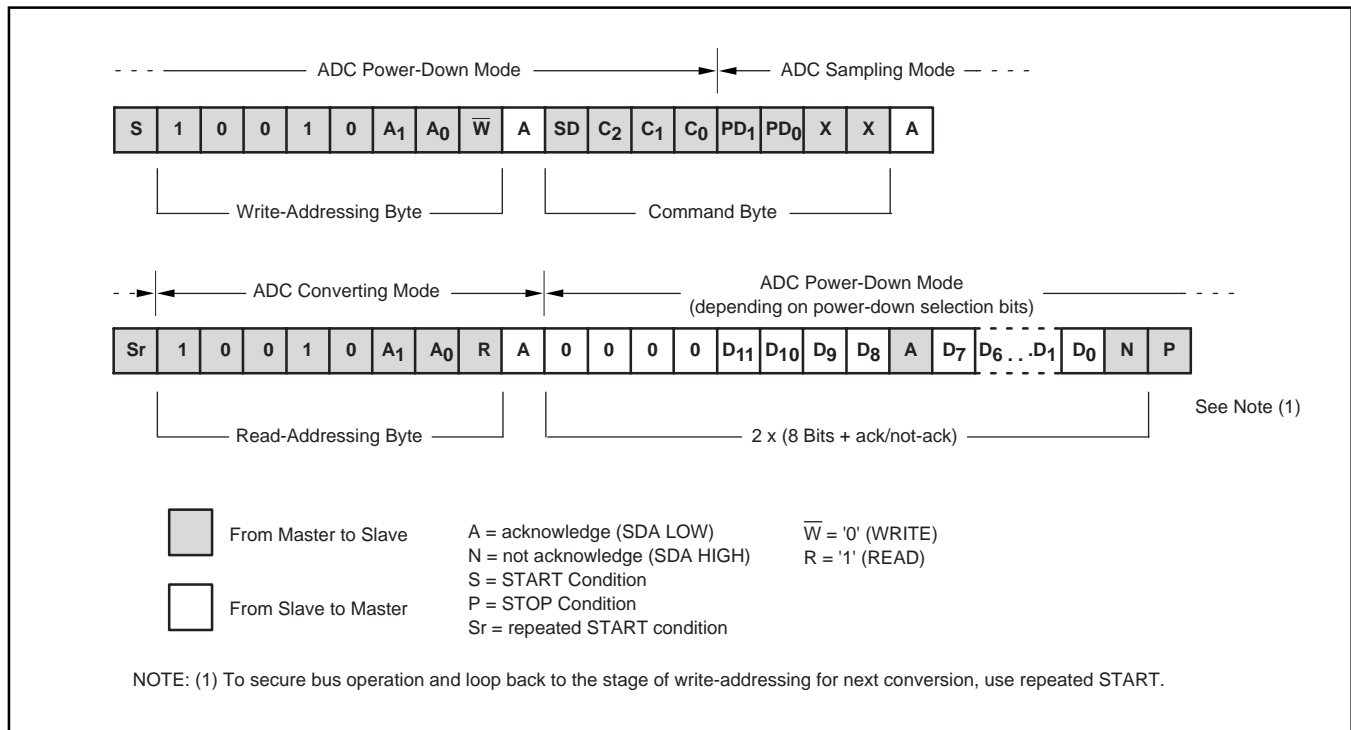 ADC Power-Down Mode ADC Sampling Mode
S 1 0 0 1 0 A1 A0 W̅ A SD C2 C1 C0 PD1 PD0 X X A
Write-Addressing Byte Command Byte
ADC Converting Mode ADC Power-Down Mode
(depending on power-down selection bits)
Sr 1 0 0 1 0 A1 A0 R A 0 0 0 0 D11 D10 D9 D8 A D7 D6 . . .D1 D0 N P
See Note (1)
Read-Addressing Byte 2 x (8 Bits + ack/not-ack)
From Master to Slave
From Slave to Master
A = acknowledge (SDA LOW)
N = not acknowledge (SDA HIGH)
S = START Condition
P = STOP Condition
Sr = repeated START condition
W̅ = '0' (WRITE)
R = '1' (READ)
NOTE: (1) To secure bus operation and loop back to the stage of write-addressing for next conversion, use repeated START.